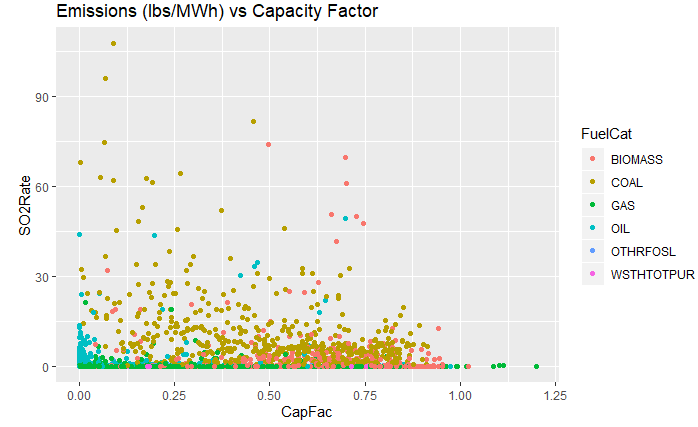 Emissions (lbs/MWh) vs Capacity Factor
90
60
30
0
SO2Rate
0.00 0.25 0.50 0.75 1.00 1.25
CapFac
FuelCat
BIOMASS
COAL
GAS
OIL
OTHRFOSL
WSTHTOTPUR